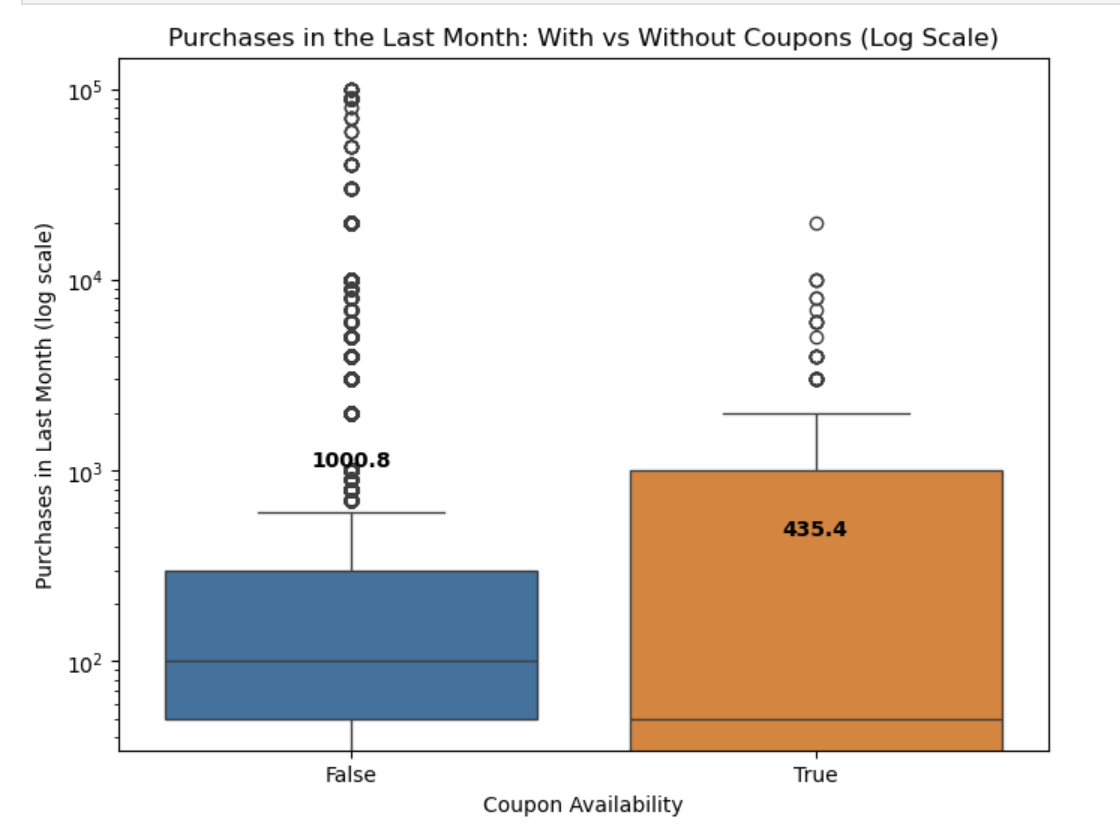 Purchases in the Last Month: With vs Without Coupons (Log Scale)
Purchases in Last Month (log scale)
10⁵
10⁴
10³
10²
1000.8
435.4
False
True
Coupon Availability